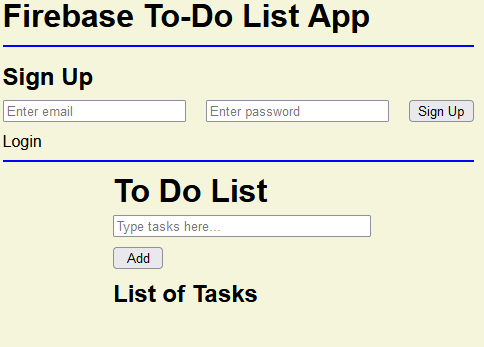 Firebase To-Do List App
Sign Up
Enter email Enter password Sign Up
Login
To Do List
Type tasks here...
Add
List of Tasks